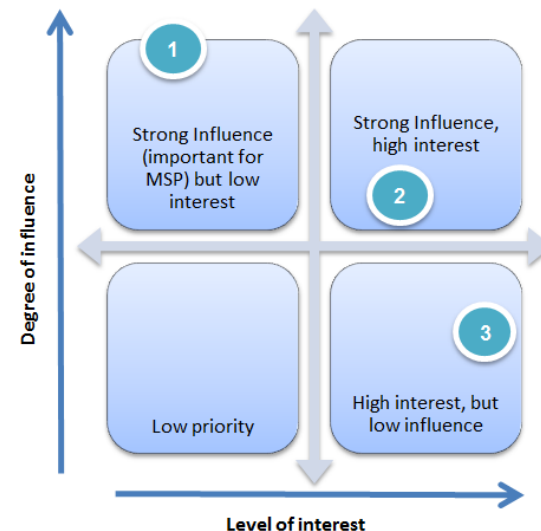 1
Strong Influence
(important for
MSP) but low
interest
Strong Influence,
high interest
2
Degree of influence
3
Low priority
High interest, but
low influence
Level of interest